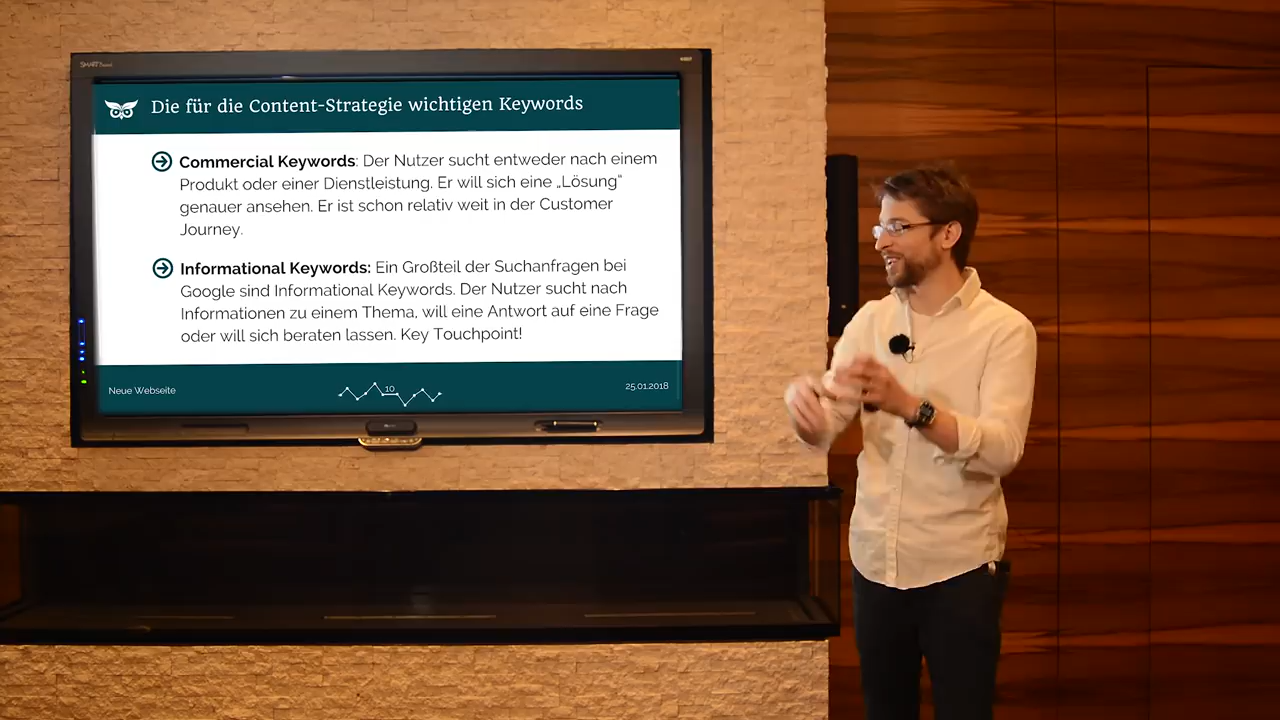 SMART Board
Die für die Content-Strategie wichtigen Keywords
Commercial Keywords: Der Nutzer sucht entweder nach einem
Produkt oder einer Dienstleistung. Er will sich eine „Lösung“
genauer ansehen. Er ist schon relativ weit in der Customer
Journey.
Informational Keywords: Ein Großteil der Suchanfragen bei
Google sind Informational Keywords. Der Nutzer sucht nach
Informationen zu einem Thema, will eine Antwort auf eine Frage
oder will sich beraten lassen. Key Touchpoint!
Neue Webseite
10
25.01.2018